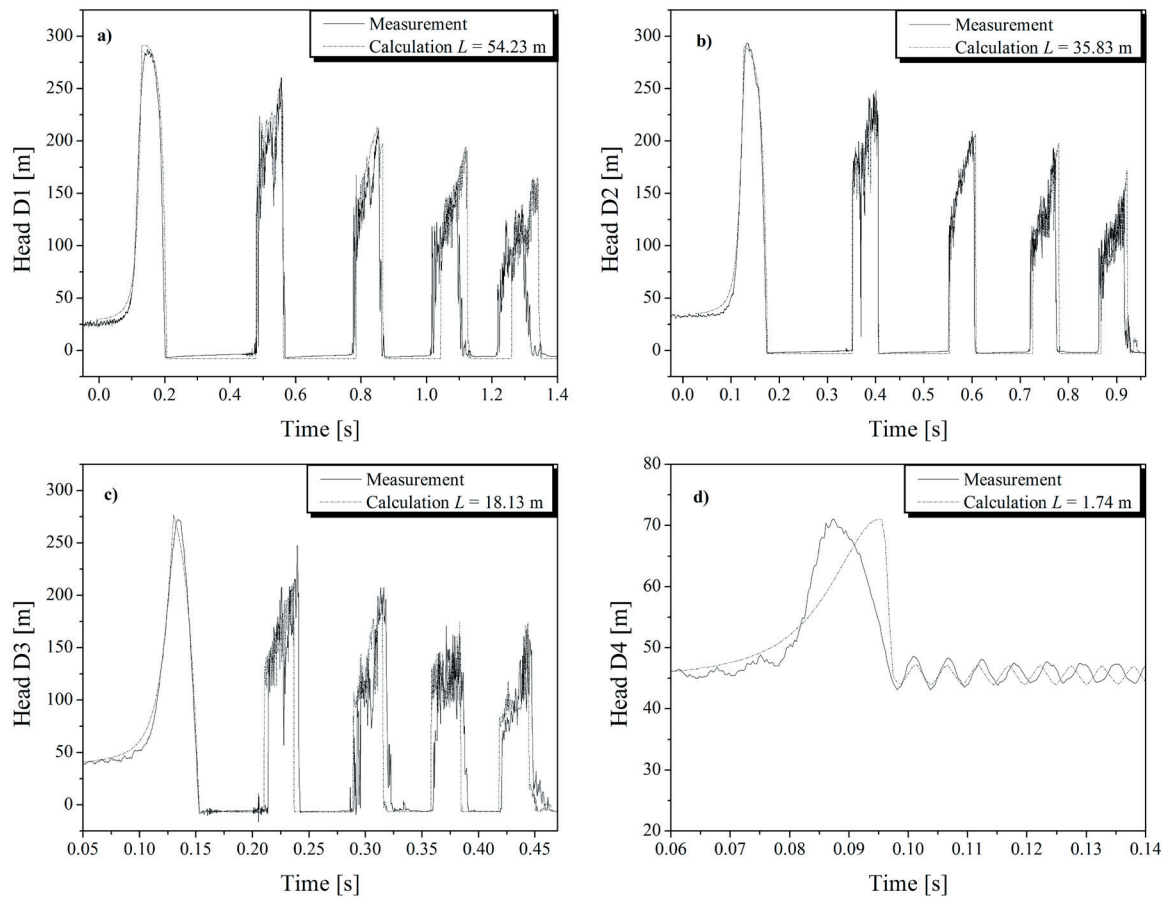 a)
Measurement
Calculation L = 54.23 m
Head D1 [m]
300
250
200
150
100
50
0
0.0 0.2 0.4 0.6 0.8 1.0 1.2 1.4
Time [s]
b)
Measurement
Calculation L = 35.83 m
Head D2 [m]
300
250
200
150
100
50
0
0.0 0.1 0.2 0.3 0.4 0.5 0.6 0.7 0.8 0.9
Time [s]
c)
Measurement
Calculation L = 18.13 m
Head D3 [m]
300
250
200
150
100
50
0
0.05 0.10 0.15 0.20 0.25 0.30 0.35 0.40 0.45
Time [s]
d)
Measurement
Calculation L = 1.74 m
Head D4 [m]
80
70
60
50
40
30
20
0.06 0.07 0.08 0.09 0.10 0.11 0.12 0.13 0.14
Time [s]